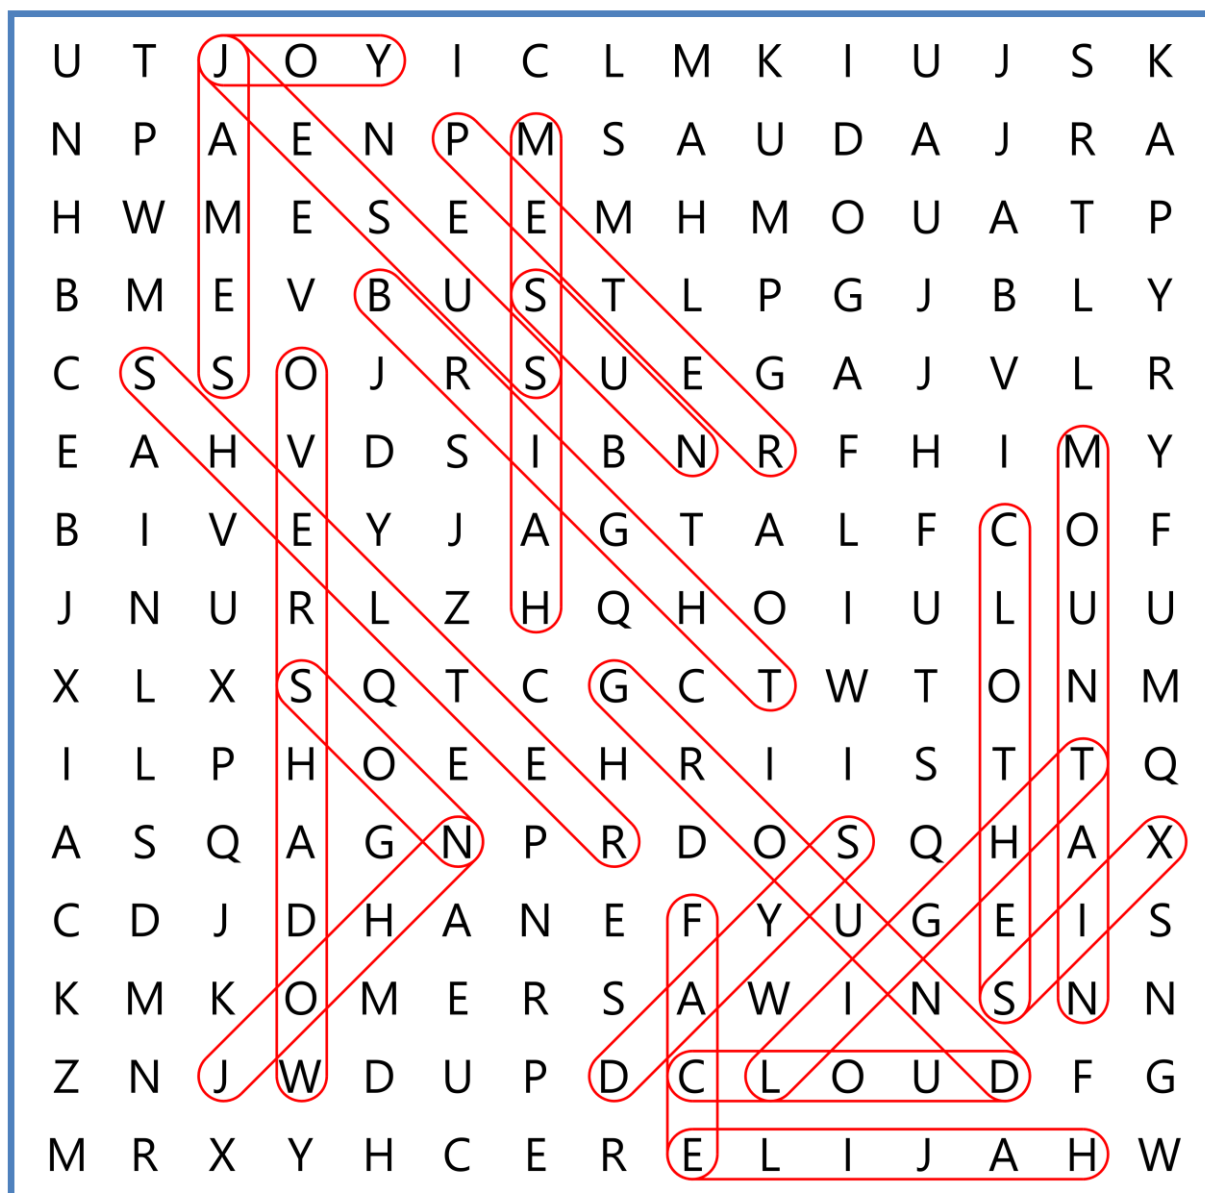 U T J O Y I C L M K I U J S K
N P A E N P M S A U D A J R A
H W M E S E E M H M O U A T P
B M E V B U S T L P G J B L Y
C S S O J R S U E G A J V L R
E A H V D S I B N R F H I M Y
B I V E Y J A G T A L F C O F
J N U R L Z H Q H O I U L U U
X L X S Q T C G C T W T O N M
I L P H O E E H R I I S T T Q
A S Q A G N P R D O S Q H A X
C D J D H A N E F Y U G E I S
K M K O M E R S A W I N S N N
Z N J W D U P D C L O U D F G
M R X Y H C E R E L I J A H W